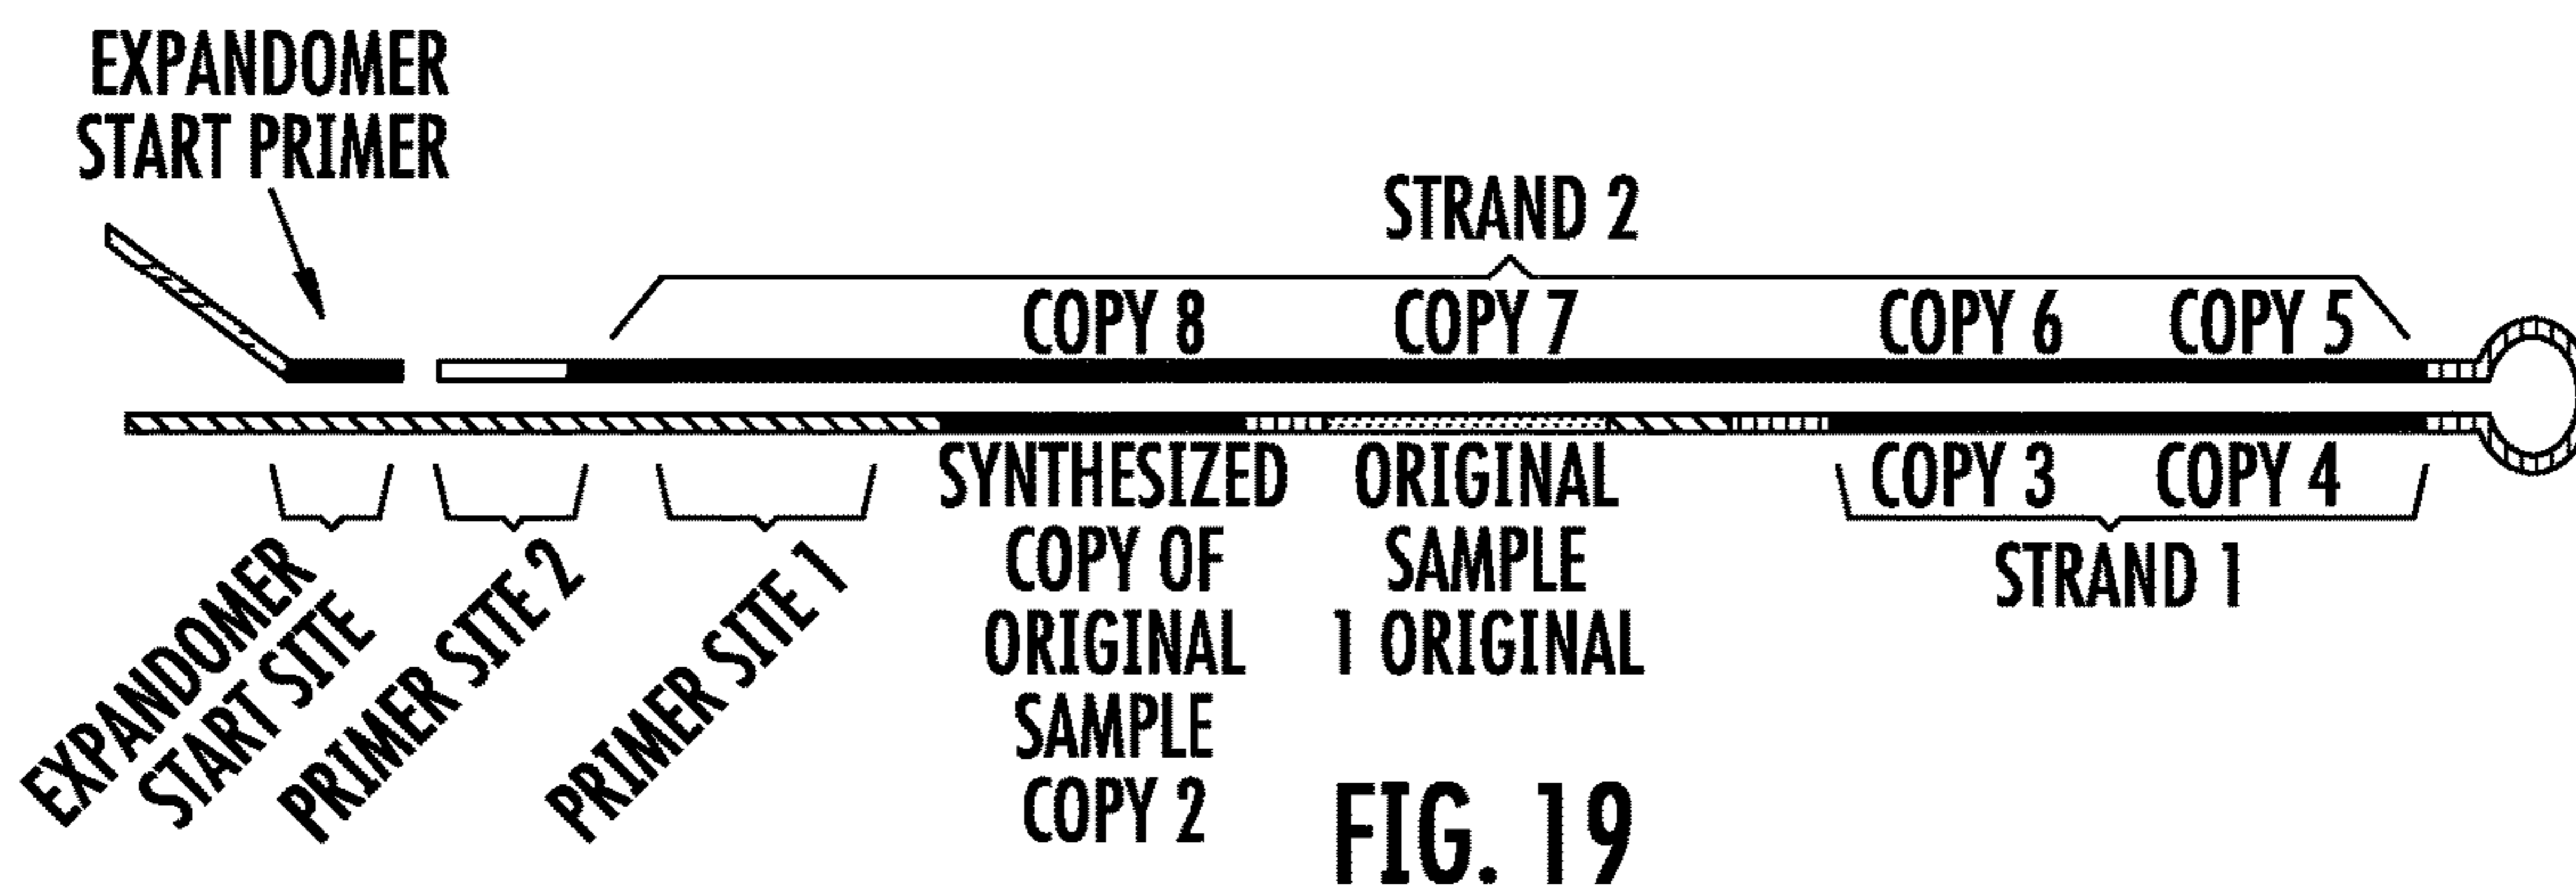 EXPANDOMER
START PRIMER
STRAND 2
COPY 8
COPY 7
COPY 6
COPY 5
EXPANDOMER
START SITE
PRIMER SITE 2
PRIMER SITE 1
SYNTHESIZED
COPY OF
ORIGINAL
SAMPLE
COPY 2
ORIGINAL
SAMPLE
1 ORIGINAL
COPY 3
COPY 4
STRAND 1
FIG. 19